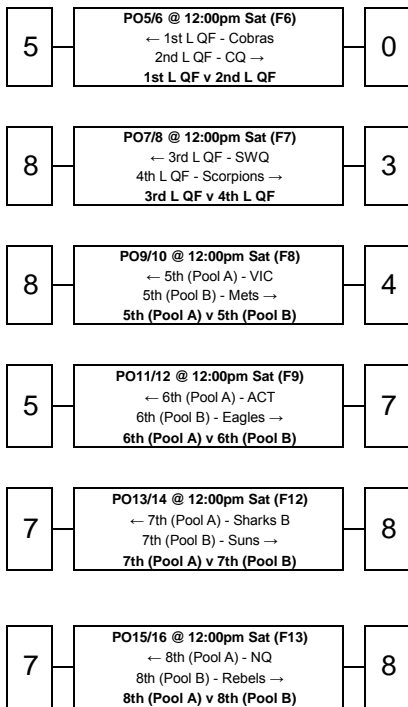 PO5/6 @ 12:00pm Sat (F6)
5
← 1st L QF - Cobras
2nd L QF - CQ →
0
1st L QF v 2nd L QF
PO7/8 @ 12:00pm Sat (F7)
8
← 3rd L QF - SWQ
4th L QF - Scorpions →
3
3rd L QF v 4th L QF
PO9/10 @ 12:00pm Sat (F8)
8
← 5th (Pool A) - VIC
5th (Pool B) - Mets →
4
5th (Pool A) v 5th (Pool B)
PO11/12 @ 12:00pm Sat (F9)
5
← 6th (Pool A) - ACT
6th (Pool B) - Eagles →
7
6th (Pool A) v 6th (Pool B)
PO13/14 @ 12:00pm Sat (F12)
7
← 7th (Pool A) - Sharks B
7th (Pool B) - Suns →
8
7th (Pool A) v 7th (Pool B)
PO15/16 @ 12:00pm Sat (F13)
7
← 8th (Pool A) - NQ
8th (Pool B) - Rebels →
8
8th (Pool A) v 8th (Pool B)